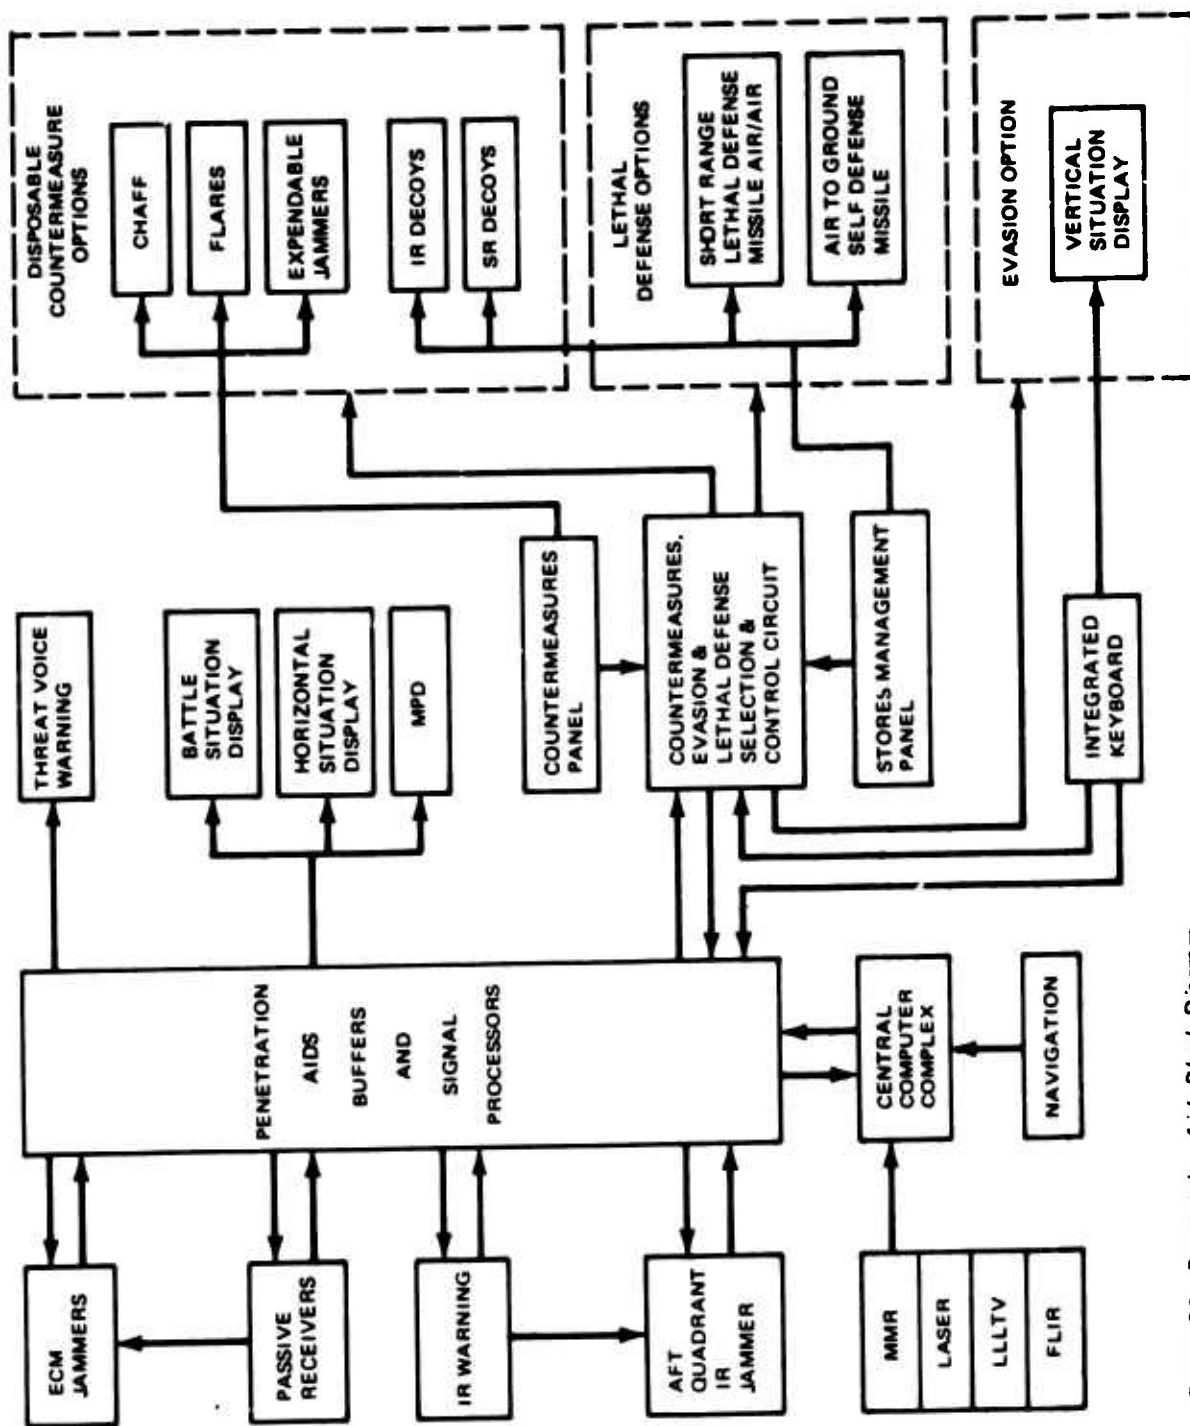 ECM
JAMMERS
PASSIVE
RECEIVERS
IR WARNING
AFT
QUADRANT
IR
JAMMER
MMR
LASER
LLLTV
FLIR
PENETRATION
AIDS
BUFFERS
AND
SIGNAL
PROCESSORS
CENTRAL
COMPUTER
COMPLEX
NAVIGATION
THREAT VOICE
WARNING
BATTLE
SITUATION
DISPLAY
HORIZONTAL
SITUATION
DISPLAY
MPD
COUNTERMEASURES
PANEL
COUNTERMEASURES,
EVASION &
LETHAL DEFENSE
SELECTION &
CONTROL CIRCUIT
STORES MANAGEMENT
PANEL
INTEGRATED
KEYBOARD
DISPOSABLE
COUNTERMEASURE
OPTIONS
CHAFF
FLARES
EXPENDABLE
JAMMERS
IR DECOYS
SR DECOYS
LETHAL
DEFENSE OPTIONS
SHORT RANGE
LETHAL DEFENSE
MISSILE AIR/AIR
AIR TO GROUND
SELF DEFENSE
MISSILE
EVASION OPTION
VERTICAL
SITUATION
DISPLAY